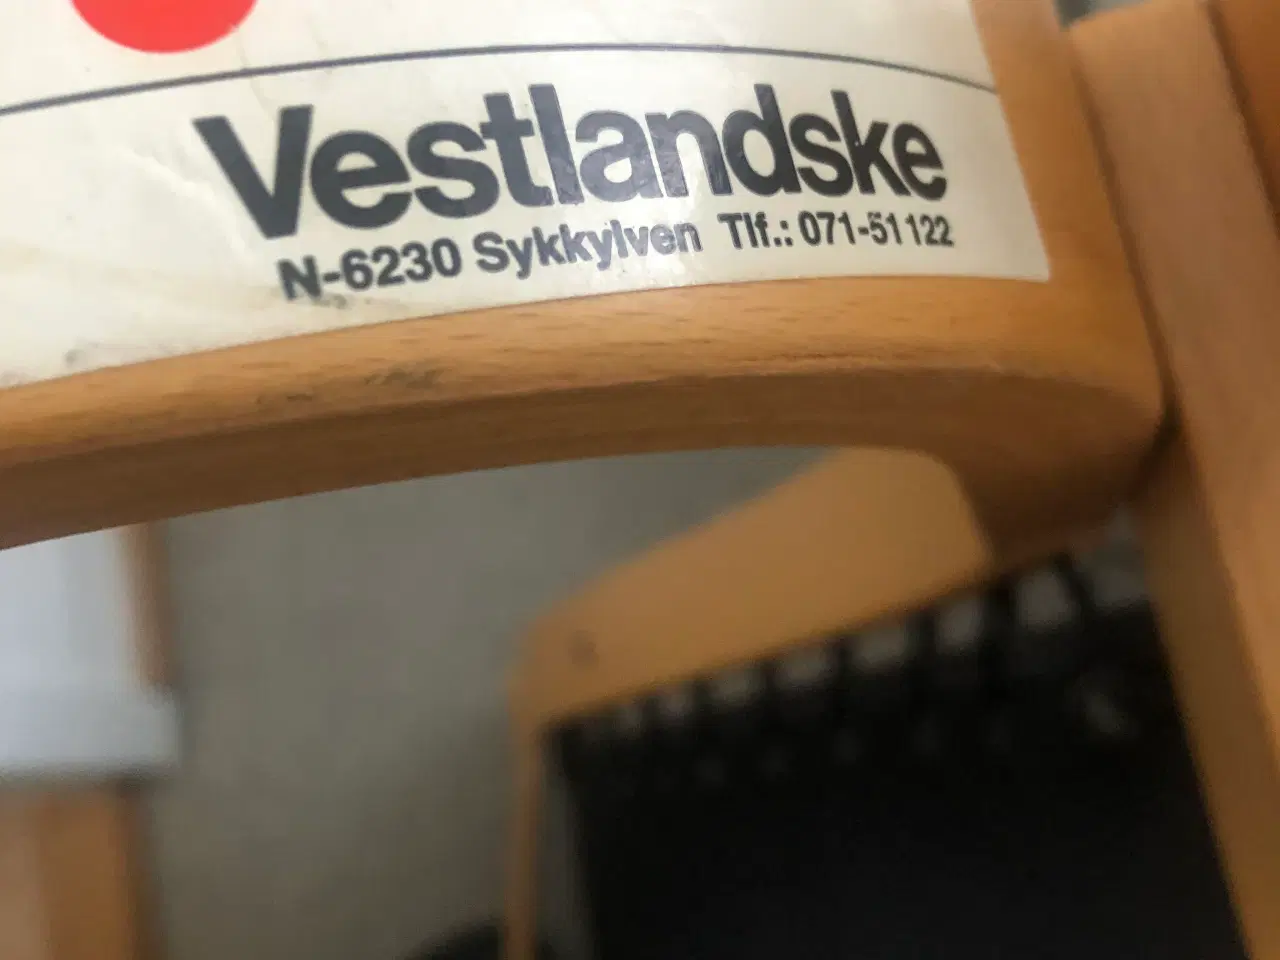 Vestlandske
N-6230 Sykkylven Tlf.: 071-51122